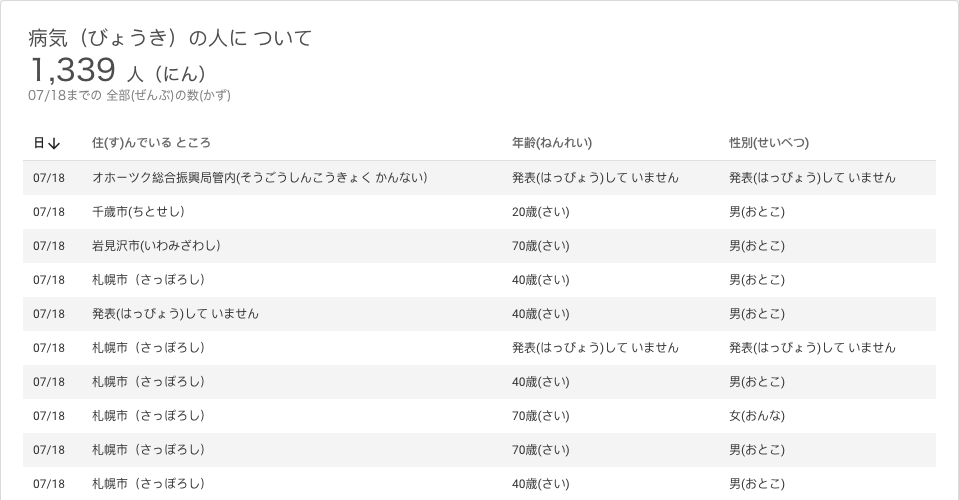 病気（びょうき）の人に ついて
1,339 人（にん）
07/18までの 全部(ぜんぶ)の数(かず)
日↓ 住(す)んでいる ところ 年齢(ねんれい) 性別(せいべつ)
07/18 オホーツク総合振興局管内(そうごうしんこうきょく かんない） 発表(はっぴょう)して いません 発表(はっぴょう)して いません
07/18 千歳市(ちとせし） 20歳(さい) 男(おとこ)
07/18 岩見沢市(いわみざわし） 70歳(さい) 男(おとこ)
07/18 札幌市（さっぽろし） 40歳(さい) 男(おとこ)
07/18 発表(はっぴょう)して いません 40歳(さい) 男(おとこ)
07/18 札幌市（さっぽろし） 発表(はっぴょう)して いません 発表(はっぴょう)して いません
07/18 札幌市（さっぽろし） 40歳(さい) 男(おとこ)
07/18 札幌市（さっぽろし） 70歳(さい) 女(おんな)
07/18 札幌市（さっぽろし） 70歳(さい) 男(おとこ)
07/18 札幌市（さっぽろし） 40歳(さい) 男(おとこ)